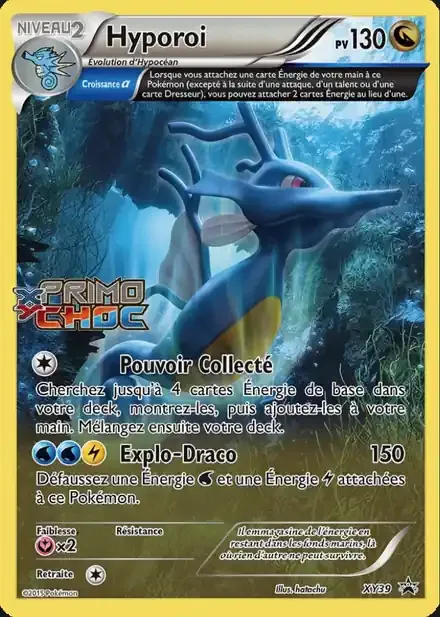 NIVEAU2
Hyporoi
PV130
Evolution d'Hypocéan
Croissance α
Lorsque vous attachez une carte Énergie de votre main à ce
Pokémon (excepté à la suite d'une attaque, d'un talent ou d'une
carte Dresseur), vous pouvez attacher 2 cartes Énergie au lieu d'une.
XY PRIMO
CHOC
Pouvoir Collecté
Cherchez jusqu'à 4 cartes Énergie de base dans
votre deck, montrez-les, puis ajoutez-les à votre
main. Mélangez ensuite votre deck.
Explo-Draco 150
Défaussez une Énergie et une Énergie attachées
à ce Pokémon.
Faiblesse Résistance
×2
Retraite
Il emmagasine de l'énergie en
restant dans les fonds marins, là
où rien d'autre ne peut survivre.
©2015 Pokémon
Illus. hatachu
XY39
PROMO